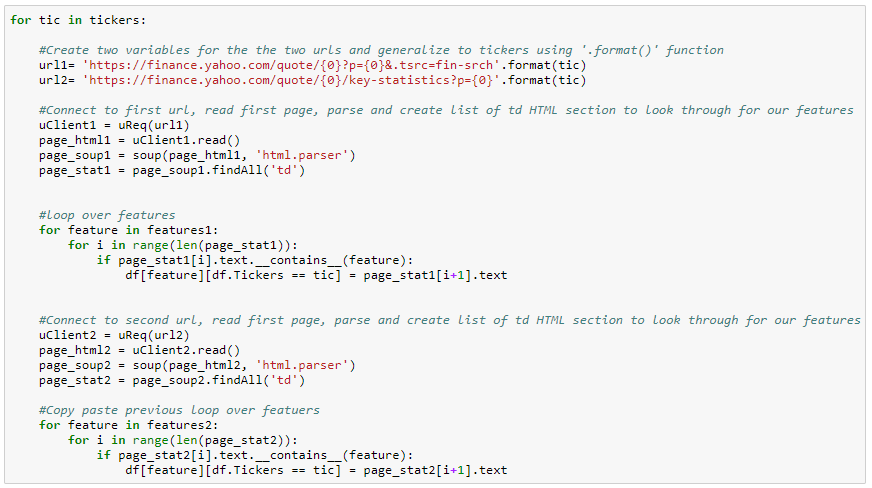 for tic in tickers:
#Create two variables for the the two urls and generalize to tickers using '.format()' function
url1= 'https://finance.yahoo.com/quote/{0}?p={0}&.tsrc=fin-srch'.format(tic)
url2= 'https://finance.yahoo.com/quote/{0}/key-statistics?p={0}'.format(tic)
#Connect to first url, read first page, parse and create list of td HTML section to look through for our features
uClient1 = uReq(url1)
page_html1 = uClient1.read()
page_soup1 = soup(page_html1, 'html.parser')
page_stat1 = page_soup1.findAll('td')
#loop over features
for feature in features1:
for i in range(len(page_stat1)):
if page_stat1[i].text.__contains__(feature):
df[feature][df.Tickers == tic] = page_stat1[i+1].text
#Connect to second url, read first page, parse and create list of td HTML section to look through for our features
uClient2 = uReq(url2)
page_html2 = uClient2.read()
page_soup2 = soup(page_html2, 'html.parser')
page_stat2 = page_soup2.findAll('td')
#Copy paste previous loop over featuers
for feature in features2:
for i in range(len(page_stat2)):
if page_stat2[i].text.__contains__(feature):
df[feature][df.Tickers == tic] = page_stat2[i+1].text